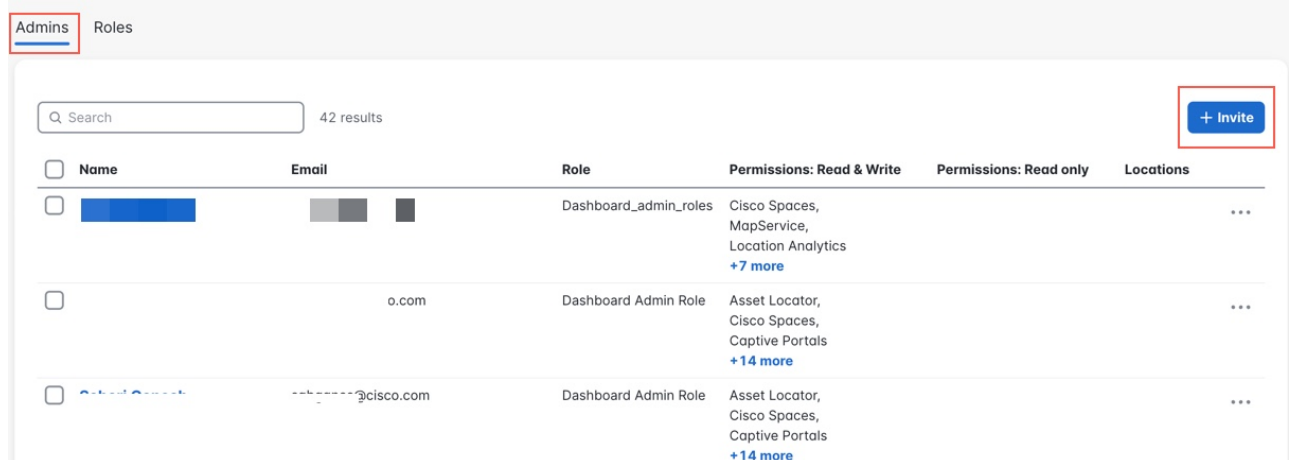 Admins Roles
Search 42 results + Invite
Name Email Role Permissions: Read & Write Permissions: Read only Locations
Dashboard_admin_roles Cisco Spaces,
MapService,
Location Analytics
+7 more
o.com Dashboard Admin Role Asset Locator,
Cisco Spaces,
Captive Portals
+14 more
@cisco.com Dashboard Admin Role Asset Locator,
Cisco Spaces,
Captive Portals
+14 more